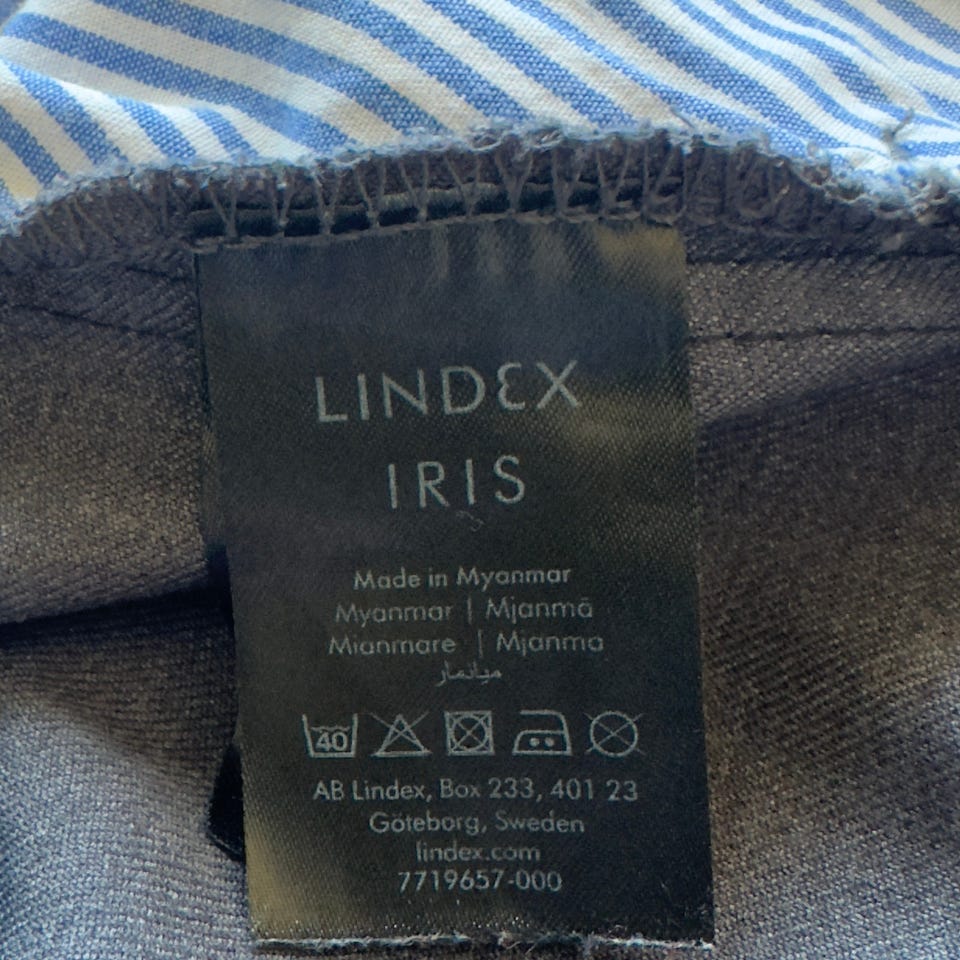 LINDEX
IRIS
Made in Myanmar
Myanmar | Mjanmā
Mianmare | Mjanma
ميانمار
40
AB Lindex, Box 233, 401 23
Göteborg, Sweden
lindex.com
7719657-000